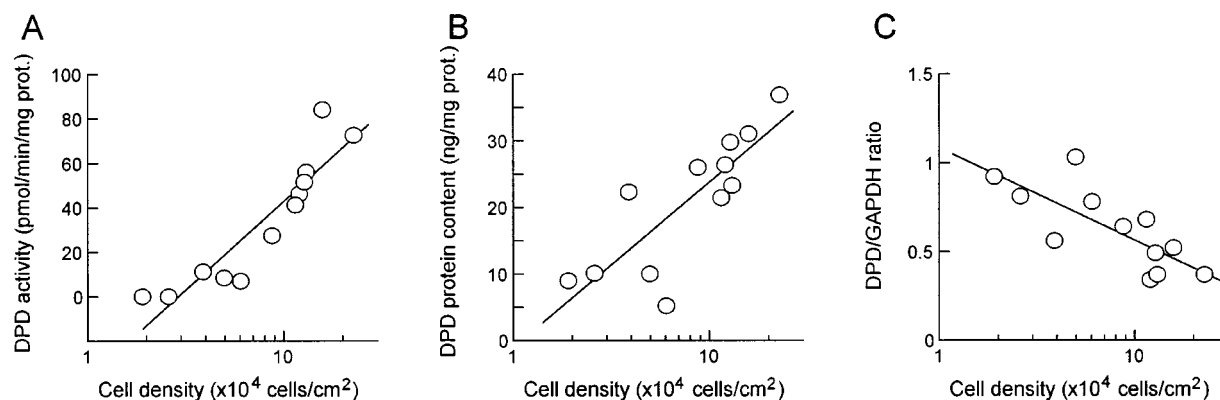 A
DPD activity (pmol/min/mg prot.)
100
80
60
40
20
0
1
10
Cell density (x10⁴ cells/cm²)
B
DPD protein content (ng/mg prot.)
40
30
20
10
0
1
10
Cell density (x10⁴ cells/cm²)
C
DPD/GAPDH ratio
1.5
1
0.5
0
1
10
Cell density (x10⁴ cells/cm²)